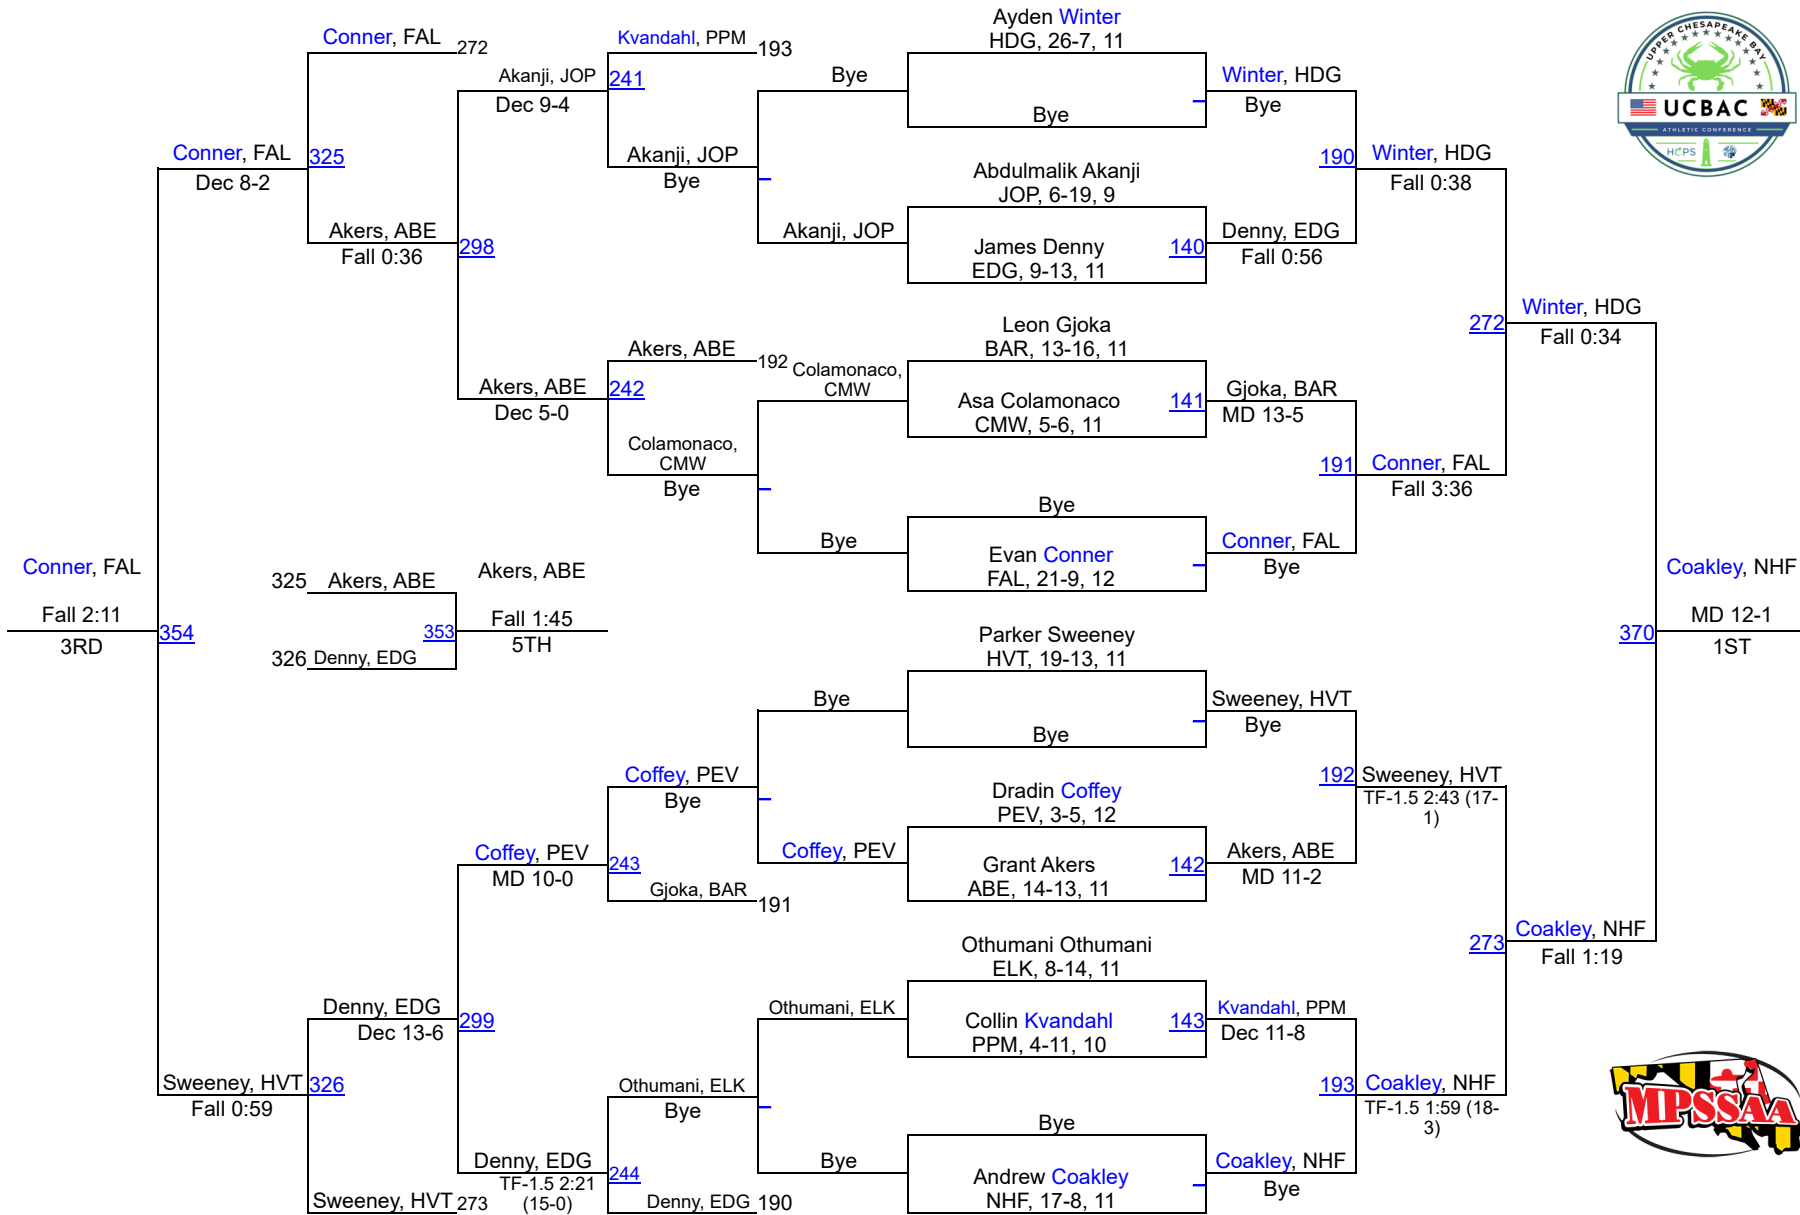 Ayden Winter
HDG, 26-7, 11
Conner, FAL
272
Kvandahl, PPM
193
UPPER CHESAPEAKE BAY
Akanji, JOP
241
Bye
Winter, HDG
Dec 9-4
Bye
Bye
UCBAC
ATHLETIC CONFERENCE
HCPS
Conner, FAL
325
Akanji, JOP
190
Winter, HDG
Dec 8-2
Bye
Abdulmalik Akanji
JOP, 6-19, 9
Fall 0:38
Akers, ABE
298
Akanji, JOP
James Denny
140
Denny, EDG
Fall 0:36
EDG, 9-13, 11
Fall 0:56
Leon Gjoka
BAR, 13-16, 11
272
Winter, HDG
Fall 0:34
Akers, ABE
192
Colamonaco,
CMW
Akers, ABE
242
Asa Colamonaco
141
Gjoka, BAR
Dec 5-0
CMW, 5-6, 11
MD 13-5
Colamonaco,
CMW
191
Conner, FAL
Bye
Fall 3:36
Bye
Bye
Evan Conner
Conner, FAL
FAL, 21-9, 12
Bye
Conner, FAL
325
Akers, ABE
Akers, ABE
Coakley, NHF
Fall 2:11
354
353
Fall 1:45
370
MD 12-1
3RD
326
Denny, EDG
5TH
1ST
Parker Sweeney
HVT, 19-13, 11
Bye
Sweeney, HVT
Bye
Bye
Coffey, PEV
192
Sweeney, HVT
Bye
Dradin Coffey
PEV, 3-5, 12
TF-1.5 2:43 (17-
1)
Coffey, PEV
243
Coffey, PEV
Grant Akers
142
Akers, ABE
MD 10-0
ABE, 14-13, 11
MD 11-2
Gjoka, BAR
191
Othumani Othumani
ELK, 8-14, 11
273
Coakley, NHF
Fall 1:19
Denny, EDG
299
Othumani, ELK
Collin Kvandahl
143
Kvandahl, PPM
Dec 13-6
PPM, 4-11, 10
Dec 11-8
Sweeney, HVT
326
Othumani, ELK
193
Coakley, NHF
Fall 0:59
Bye
TF-1.5 1:59 (18-
3)
MPSSAA
Bye
Denny, EDG
244
Bye
Andrew Coakley
Coakley, NHF
TF-1.5 2:21
(15-0)
NHF, 17-8, 11
Bye
Sweeney, HVT
273
Denny, EDG
190